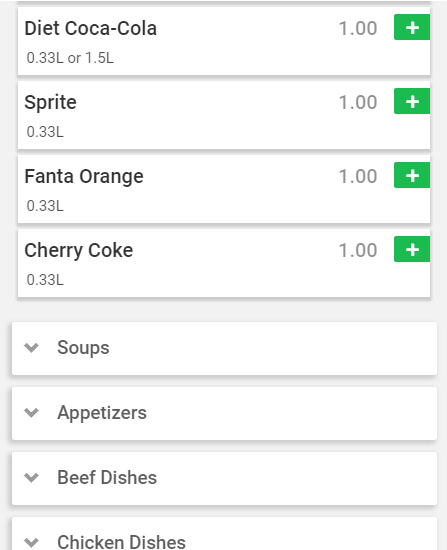 Diet Coca-Cola 1.00 +
0.33L or 1.5L
Sprite 1.00 +
0.33L
Fanta Orange 1.00 +
0.33L
Cherry Coke 1.00 +
0.33L
Soups
Appetizers
Beef Dishes
Chicken Dishes